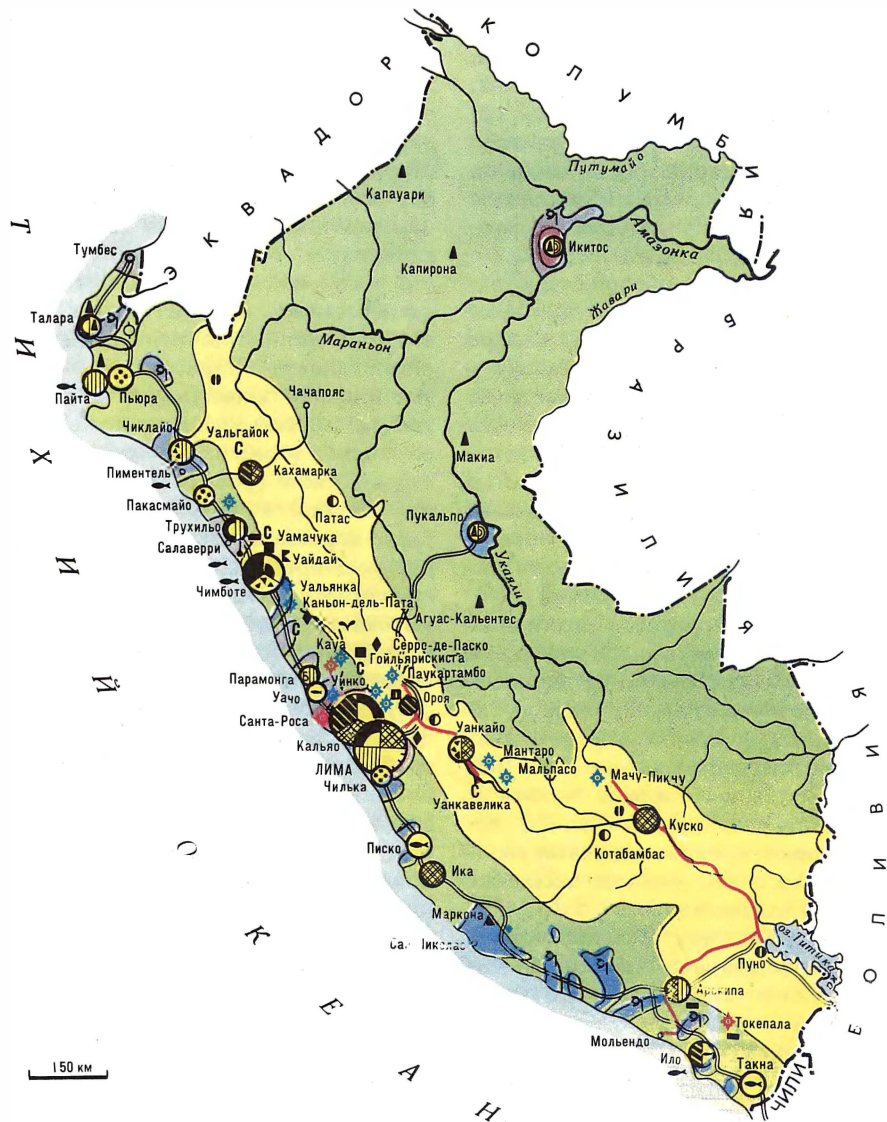 КОЛУМБИЯ
ЭКВАДОР
Путумайо
Капауари
Тумбес
Икитос
Амазонка
Капирона
ТИХИЙ ОКЕАН
Жавари
БРАЗИЛИЯ
Талара
Мараньон
Чачапояс
Пайта
Пьюра
Чиклайо
Уальгайок
С
Макиа
Пиментель
Кахамарка
Пакасмайо
Патас
Пукальпо
Трухильо
Уамачука
С
Салаверри
Уайдай
Укаяли
Чимботе
Уальянка
Каньон-дель-Пата
Агуас-Кальентес
С
Кауа
Серро-де-Паско
Гойльярискиста
С
Парамонга
Б
Уинко
Паукартамбо
Уачо
Ороя
Санта-Роса
Уанкайо
Кальяо
Мантаро
ЛИМА
Мальпасо
Мачу-Пикчу
Чилька
С
Уанкавелика
Куско
Писко
Котабамбас
Ика
Маркона
оз. Титикака
Пуно
БОЛИВИЯ
Арекипа
Токепала
Мольендо
Ило
Такна
ЧИЛИ
150 км